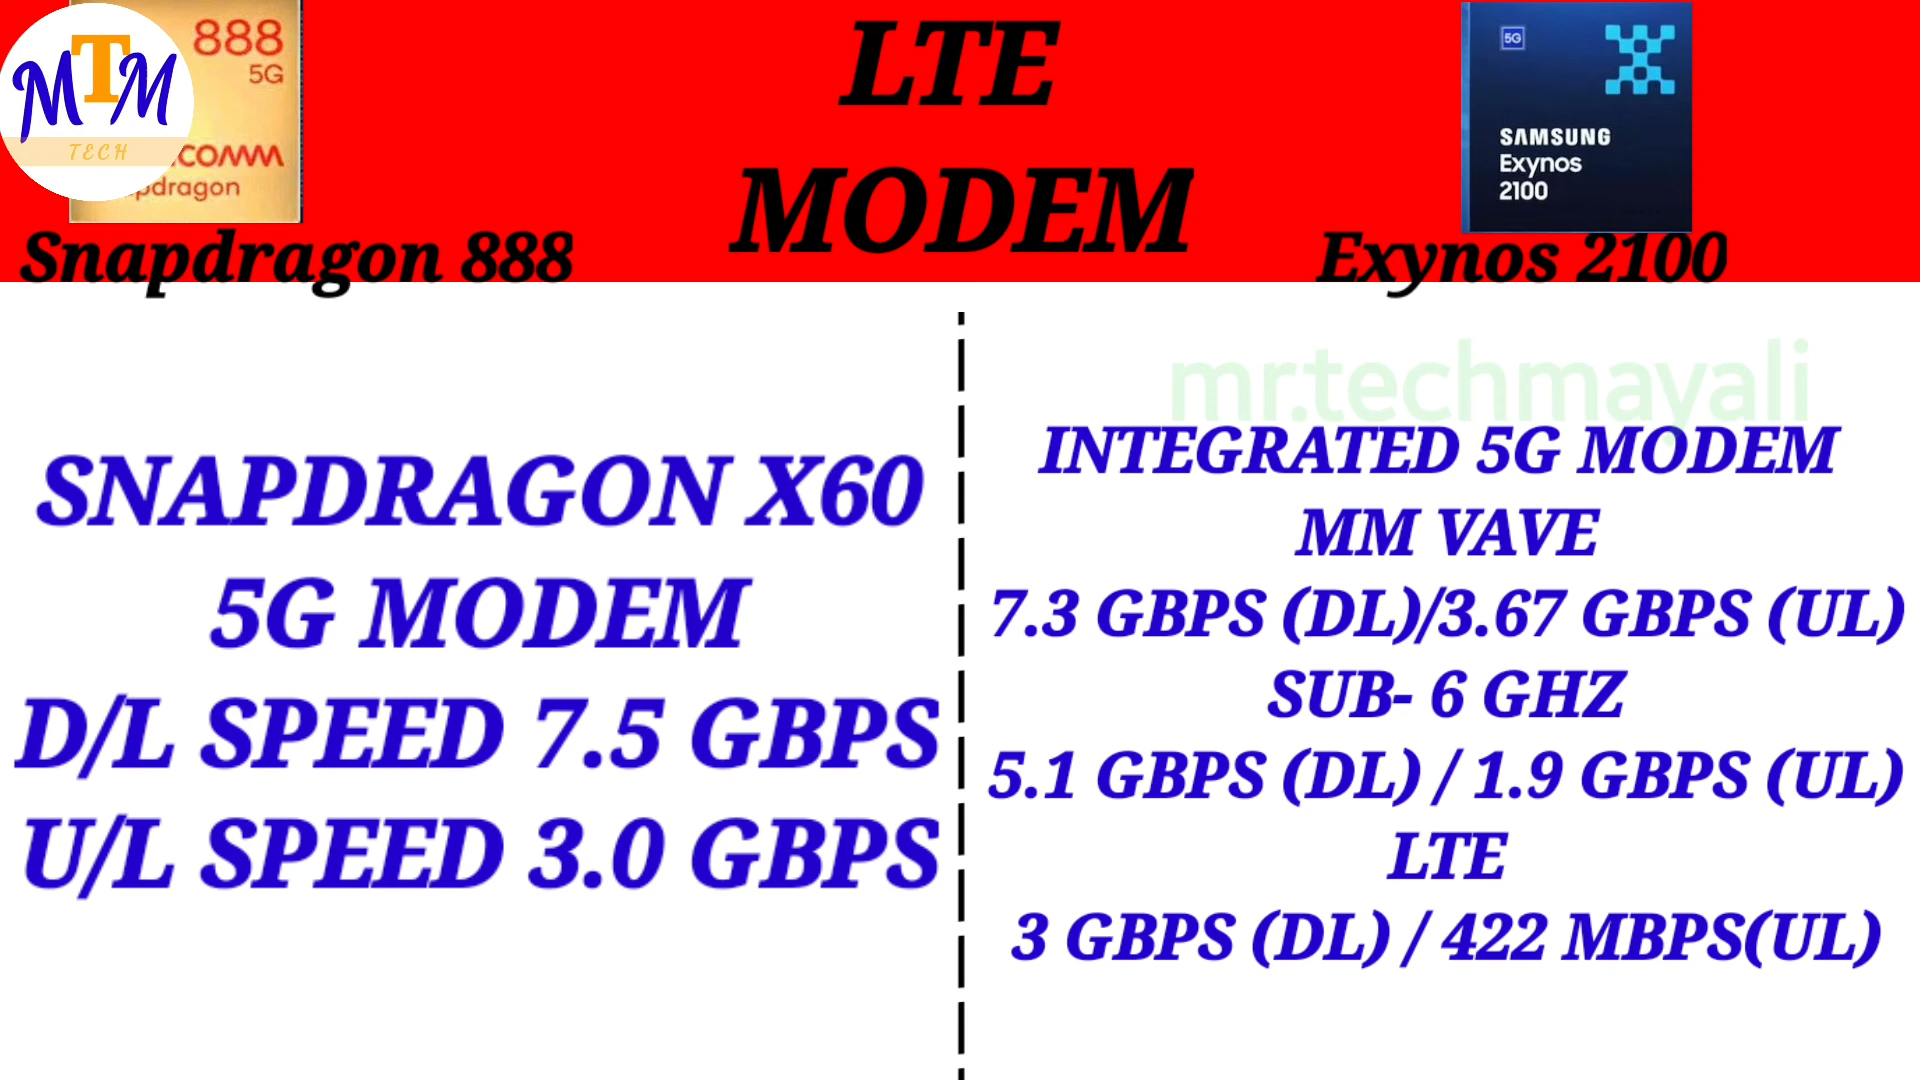 888
5G
MTM
TECH
COMM
pdragon
Snapdragon 888
LTE
MODEM
5G
SAMSUNG
Exynos
2100
Exynos 2100
mr.techmayali
SNAPDRAGON X60
5G MODEM
D/L SPEED 7.5 GBPS
U/L SPEED 3.0 GBPS
INTEGRATED 5G MODEM
MM VAVE
7.3 GBPS (DL)/3.67 GBPS (UL)
SUB- 6 GHZ
5.1 GBPS (DL) / 1.9 GBPS (UL)
LTE
3 GBPS (DL) / 422 MBPS(UL)